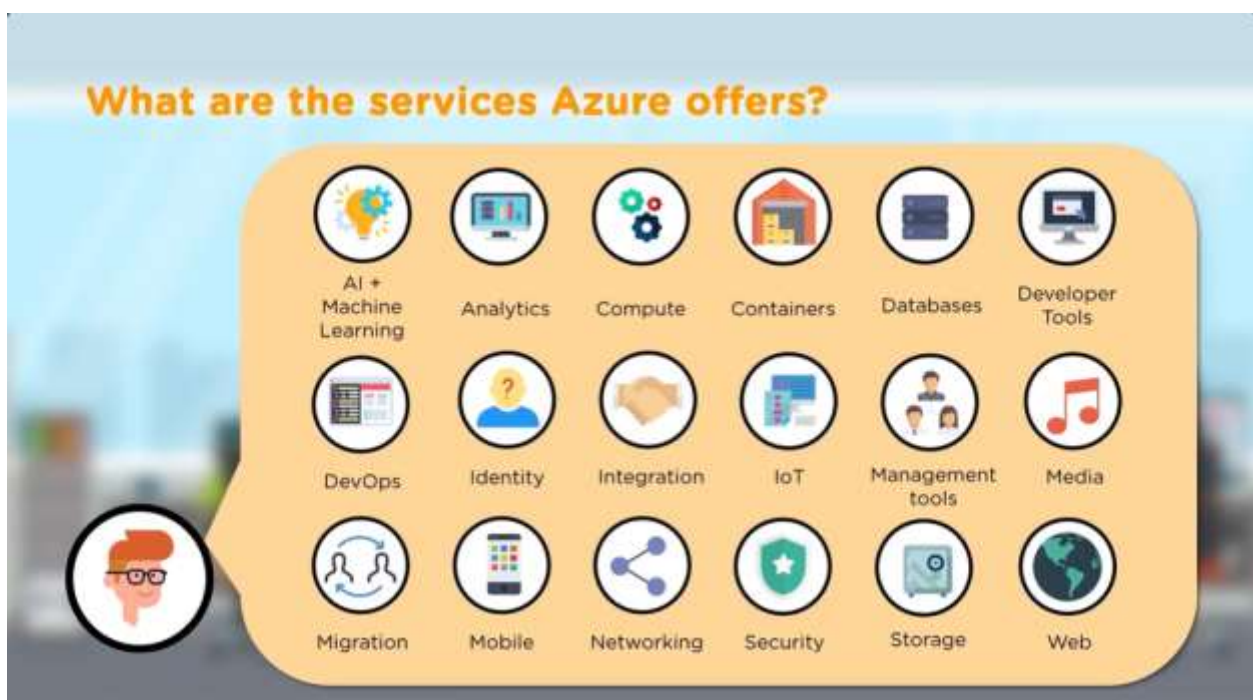 What are the services Azure offers?
AI +
Machine
Learning
Analytics
Compute
Containers
Databases
Developer
Tools
DevOps
Identity
Integration
IoT
Management
tools
Media
Migration
Mobile
Networking
Security
Storage
Web